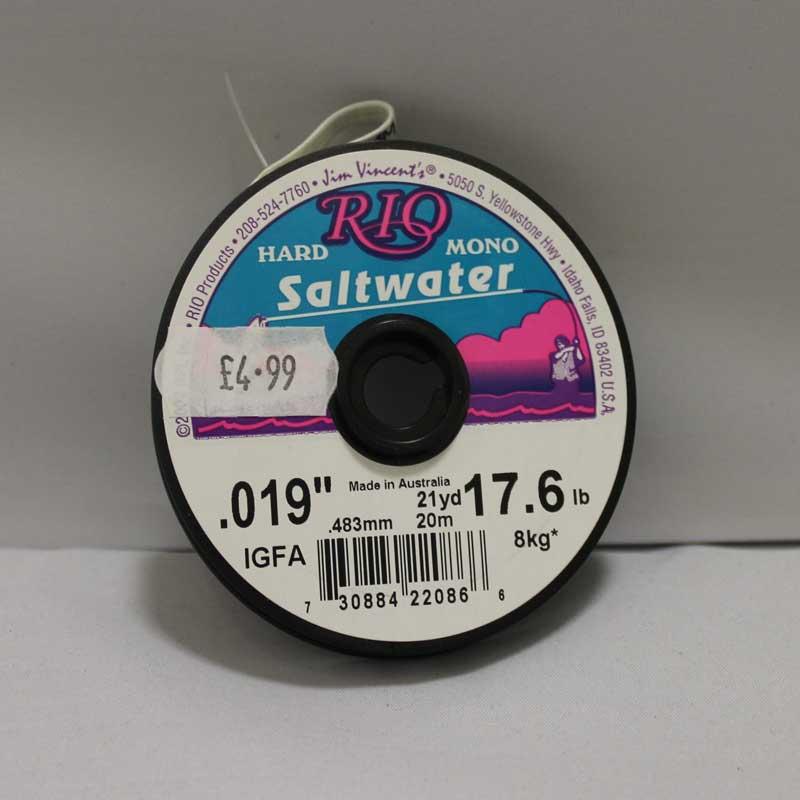 RIO Products • 208-524-7760 • Jim Vincent's® • 5050 S. Yellowstone Hwy • Idaho Falls, ID 83402 U.S.A.
RIO
HARD MONO
Saltwater
£4.99
.019"
Made in Australia
21yd
17.6 lb
.483mm
20m
8kg*
IGFA
7 30884 22086 6